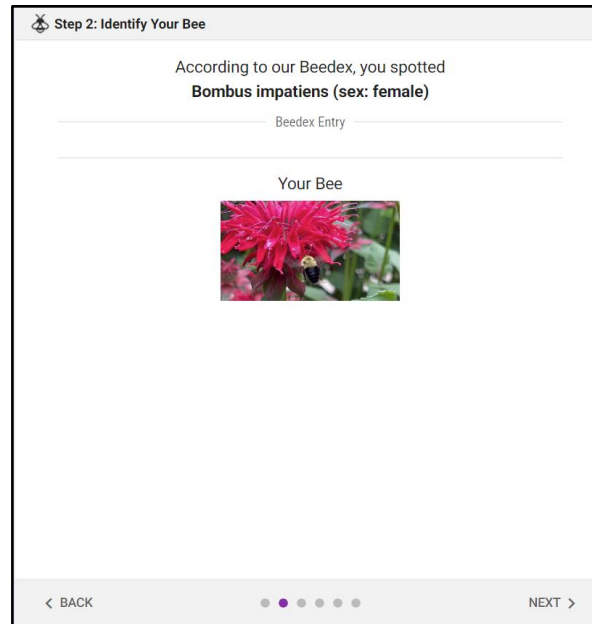 Step 2: Identify Your Bee
According to our Beedex, you spotted
Bombus impatiens (sex: female)
Beedex Entry
Your Bee
BACK
NEXT